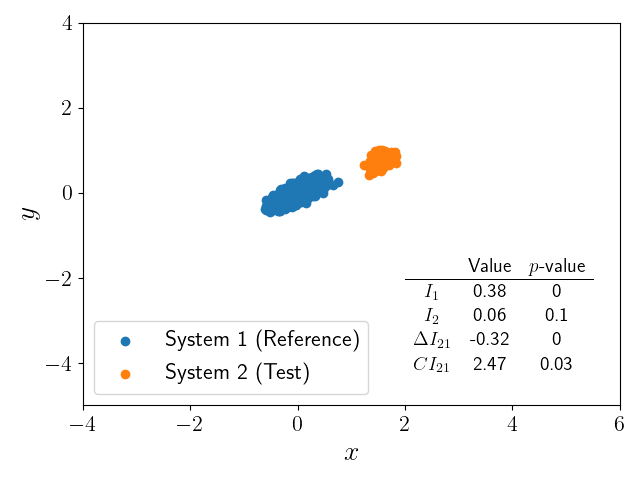 4
2
0
−2
−4
y
Value p-value
I₁ 0.38 0
I₂ 0.06 0.1
ΔI₂₁ -0.32 0
CI₂₁ 2.47 0.03
System 1 (Reference)
System 2 (Test)
−4 −2 0 2 4 6
x